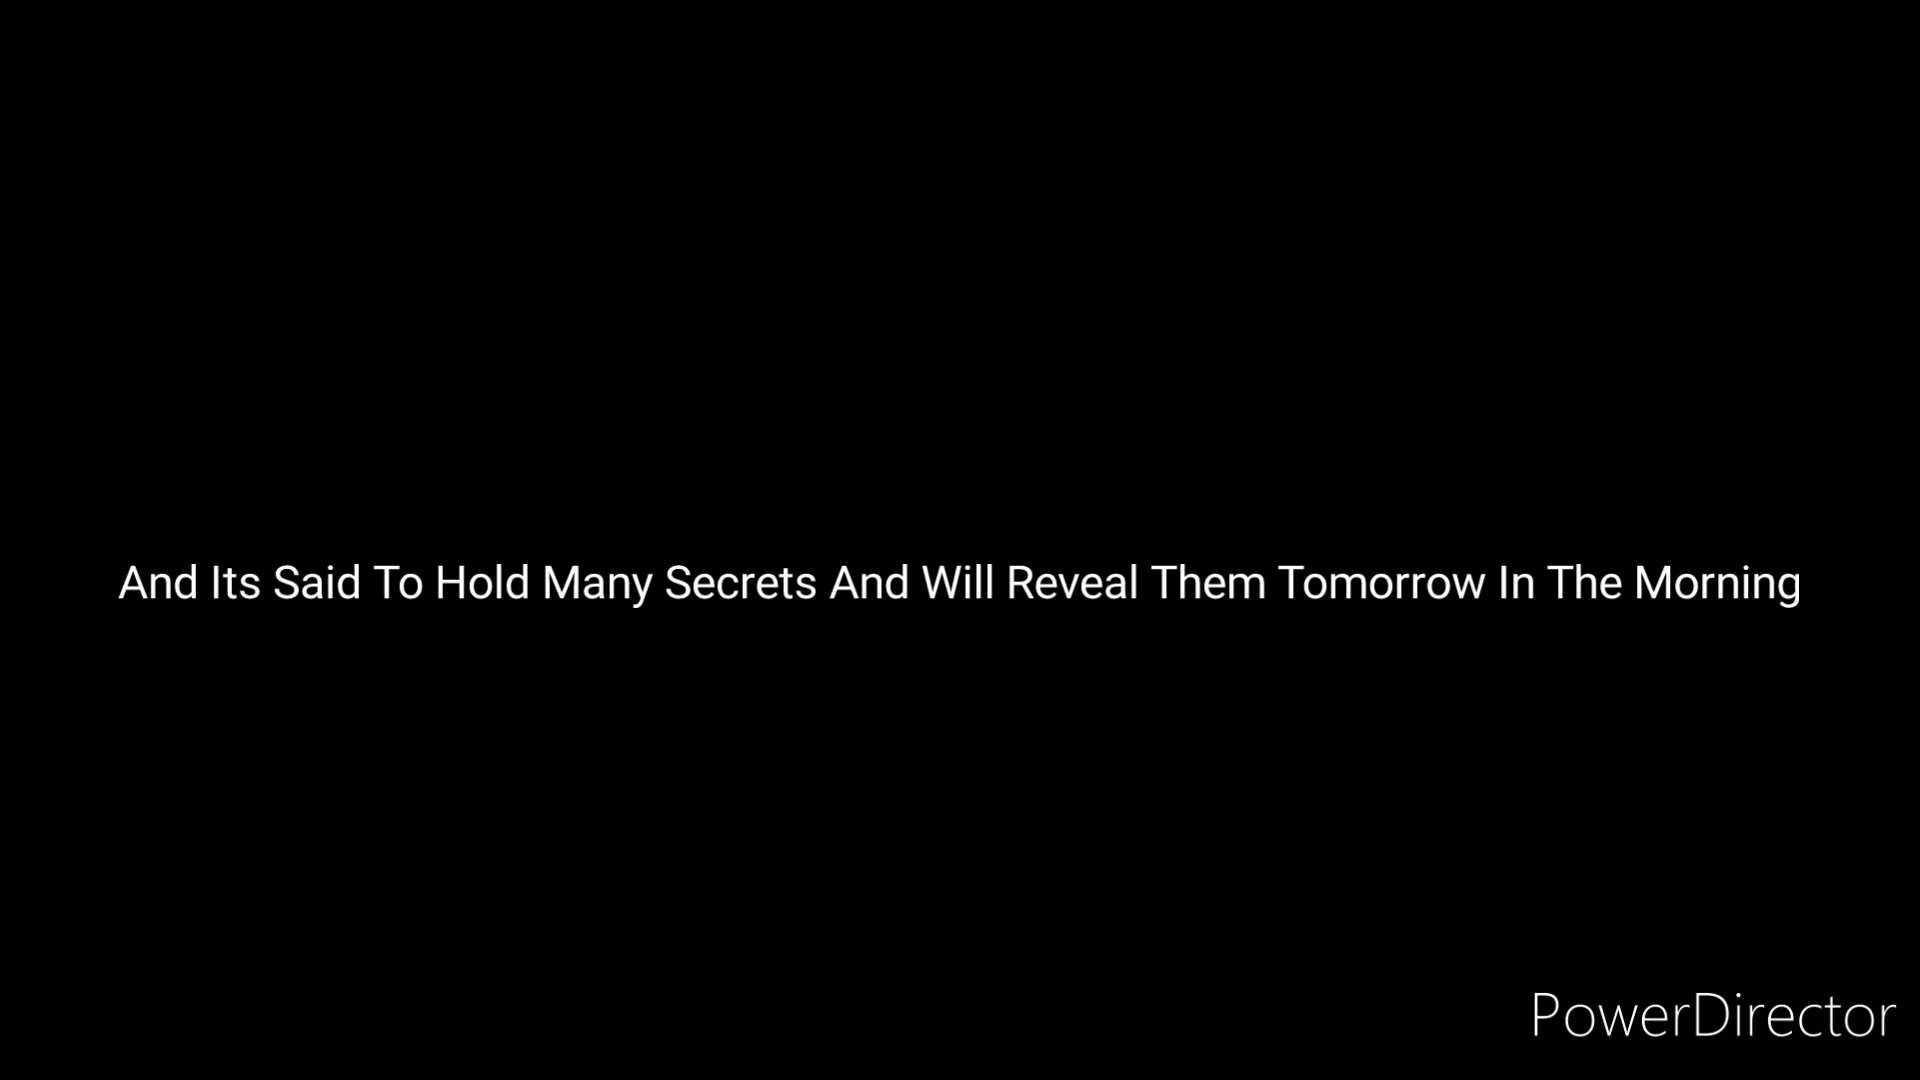 And Its Said To Hold Many Secrets And Will Reveal Them Tomorrow In The Morning
PowerDirector